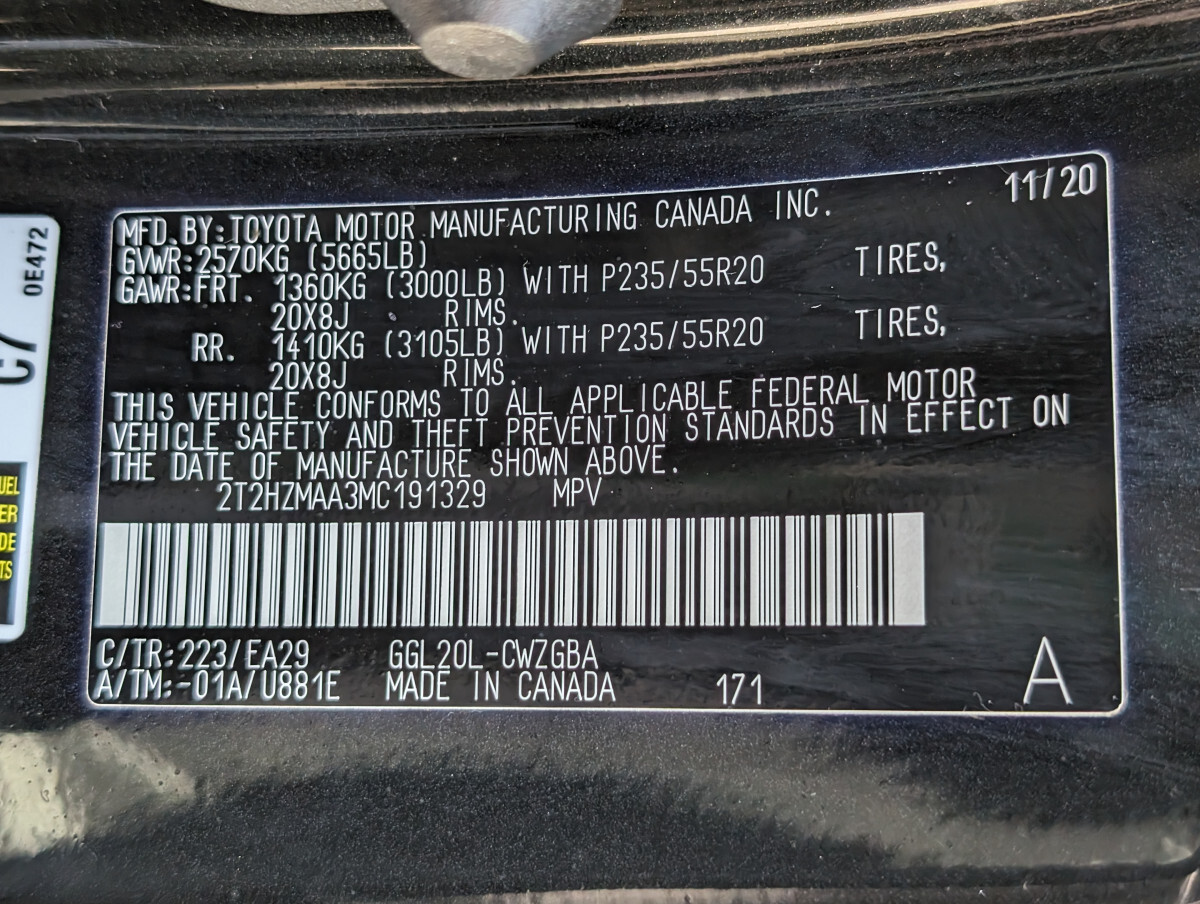 11/20
MFD.BY:TOYOTA MOTOR MANUFACTURING CANADA INC.
GVWR:2570KG (5665LB)
GAWR:FRT. 1360KG (3000LB) WITH P235/55R20 TIRES,
20X8J RIMS.
RR. 1410KG (3105LB) WITH P235/55R20 TIRES,
20X8J RIMS.
THIS VEHICLE CONFORMS TO ALL APPLICABLE FEDERAL MOTOR
VEHICLE SAFETY AND THEFT PREVENTION STANDARDS IN EFFECT ON
THE DATE OF MANUFACTURE SHOWN ABOVE.
2T2HZMAA3MC191329 MPV
C/TR:223/EA29 GGL20L-CWZGBA
A/TM:-01A/U881E MADE IN CANADA 171 A
0E472
C7